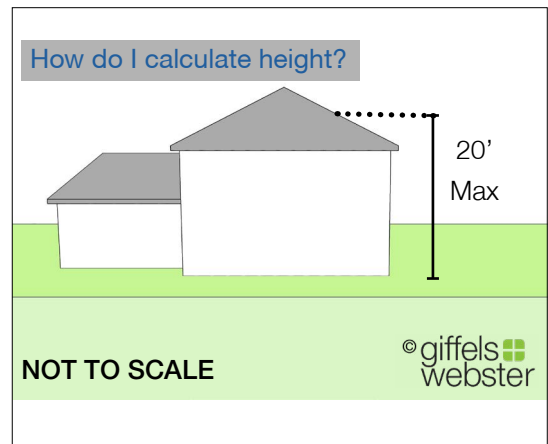 How do I calculate height?
20’
Max
NOT TO SCALE
© giffels
webster